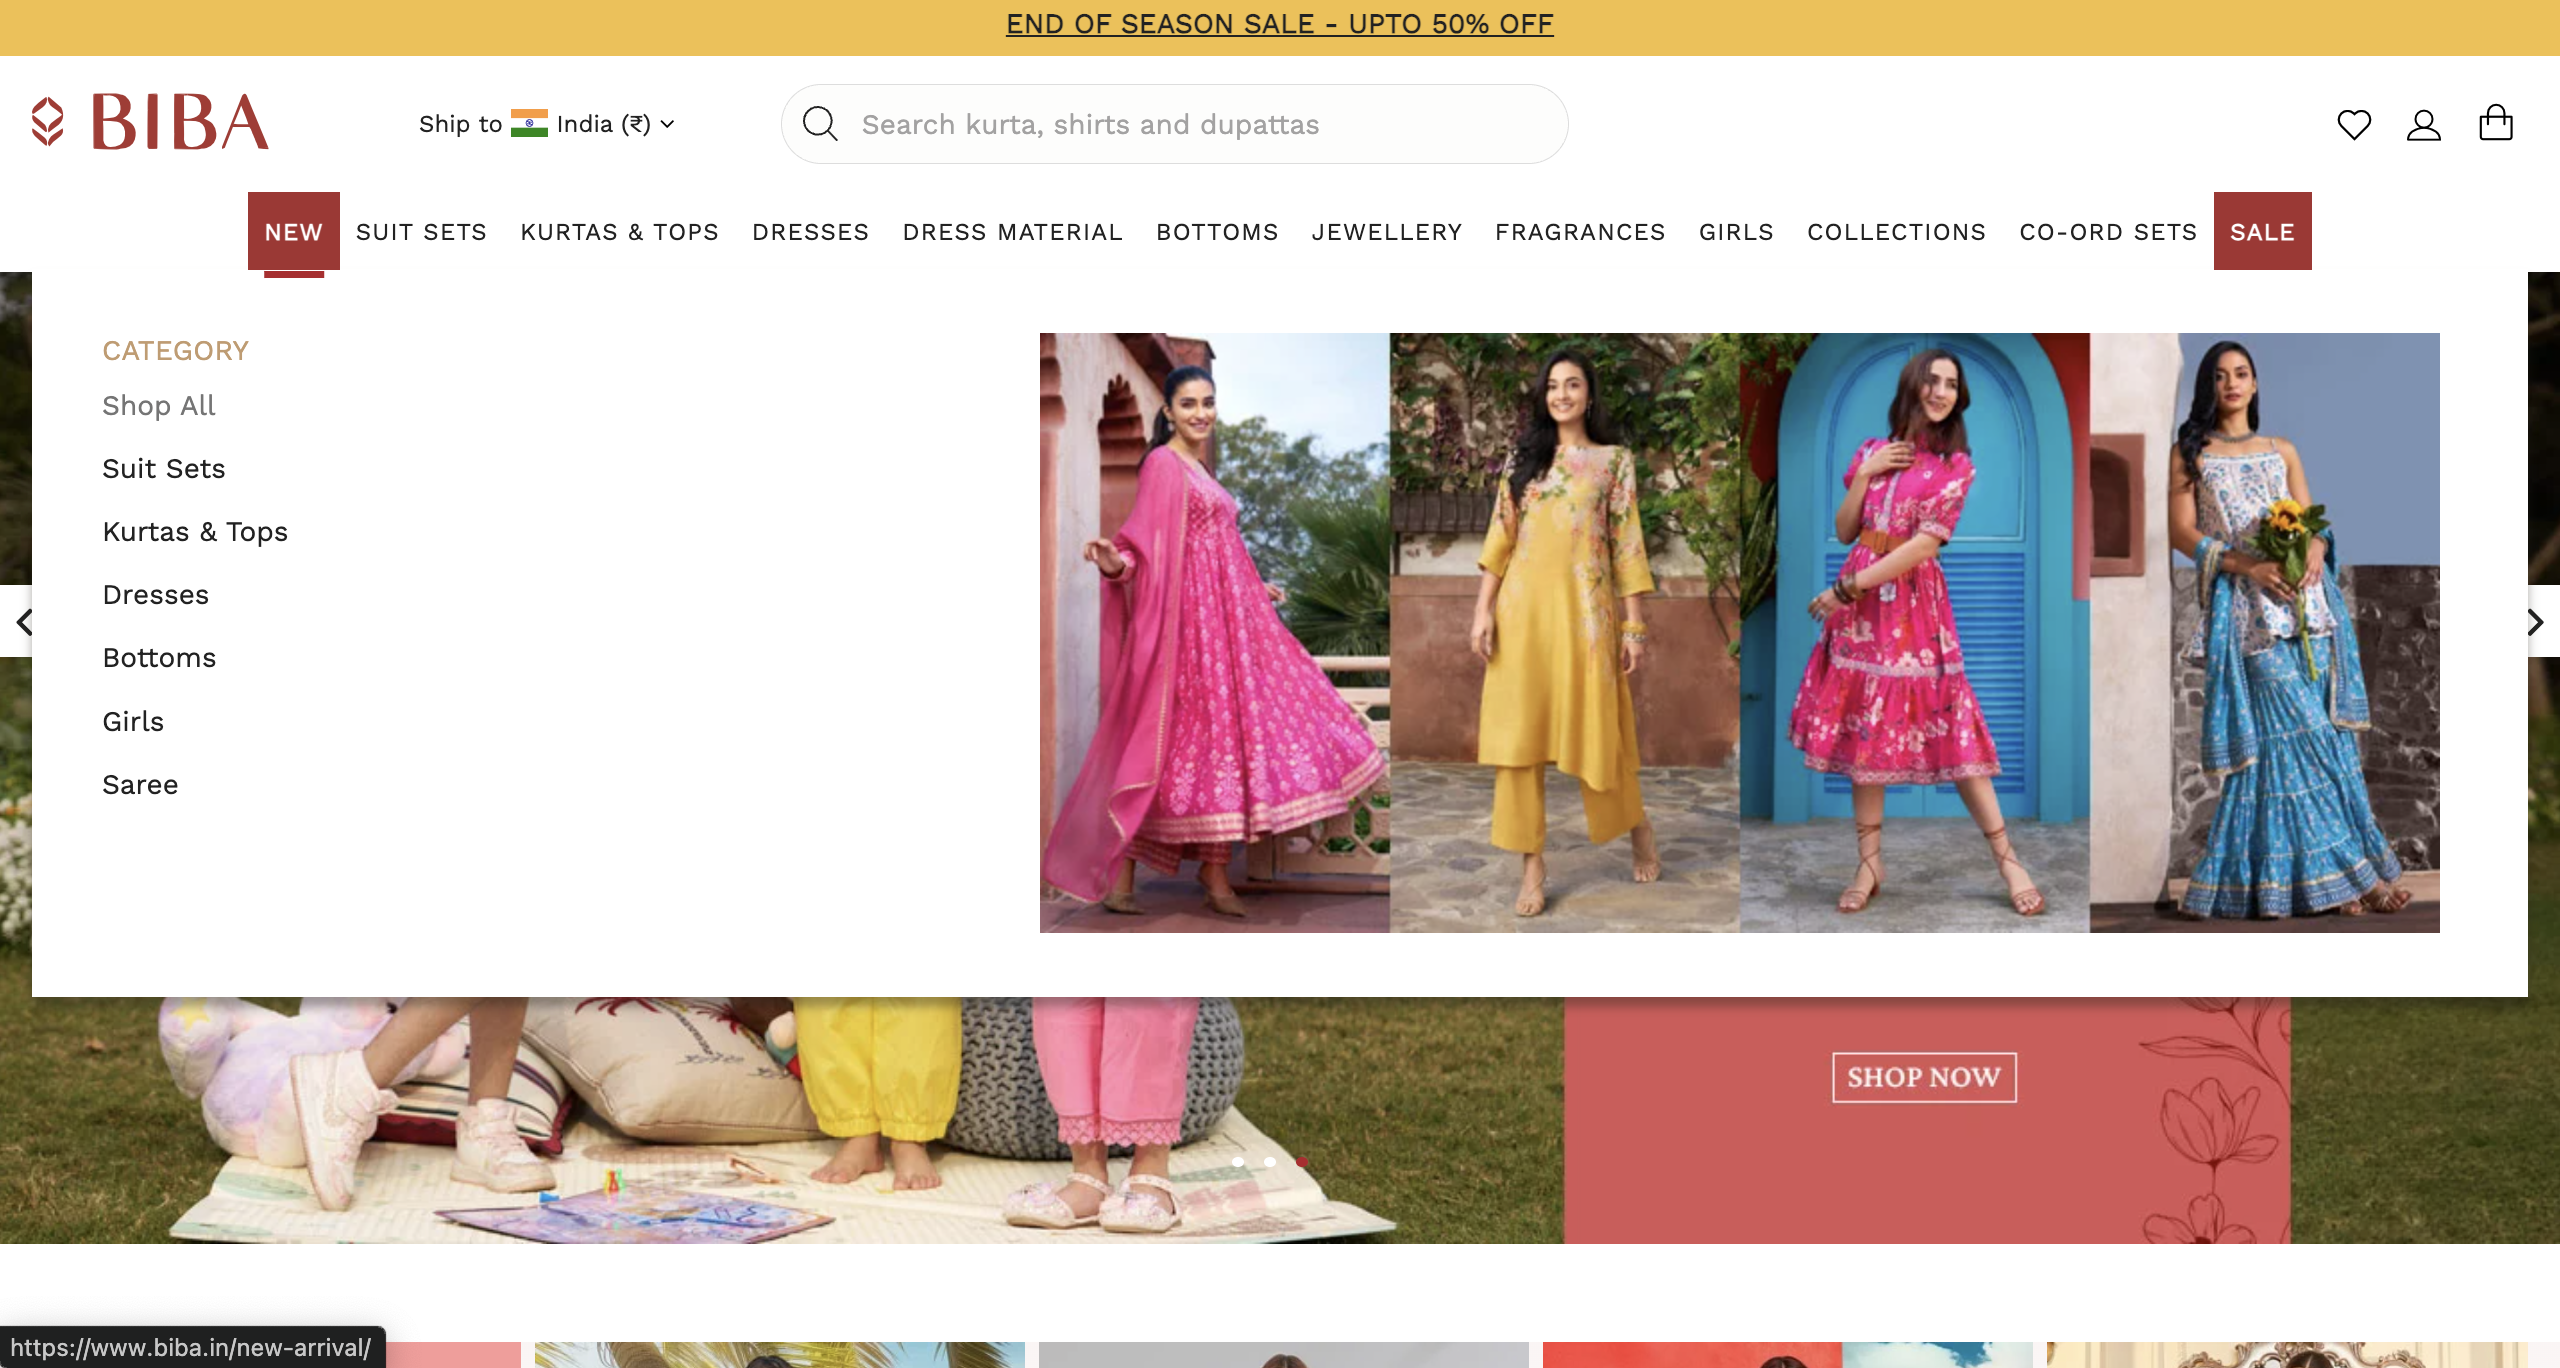 END OF SEASON SALE - UPTO 50% OFF
BIBA
Ship to India (₹)
Search kurta, shirts and dupattas
NEW SUIT SETS KURTAS & TOPS DRESSES DRESS MATERIAL BOTTOMS JEWELLERY FRAGRANCES GIRLS COLLECTIONS CO-ORD SETS SALE
CATEGORY
Shop All
Suit Sets
Kurtas & Tops
Dresses
Bottoms
Girls
Saree
SHOP NOW
https://www.biba.in/new-arrival/